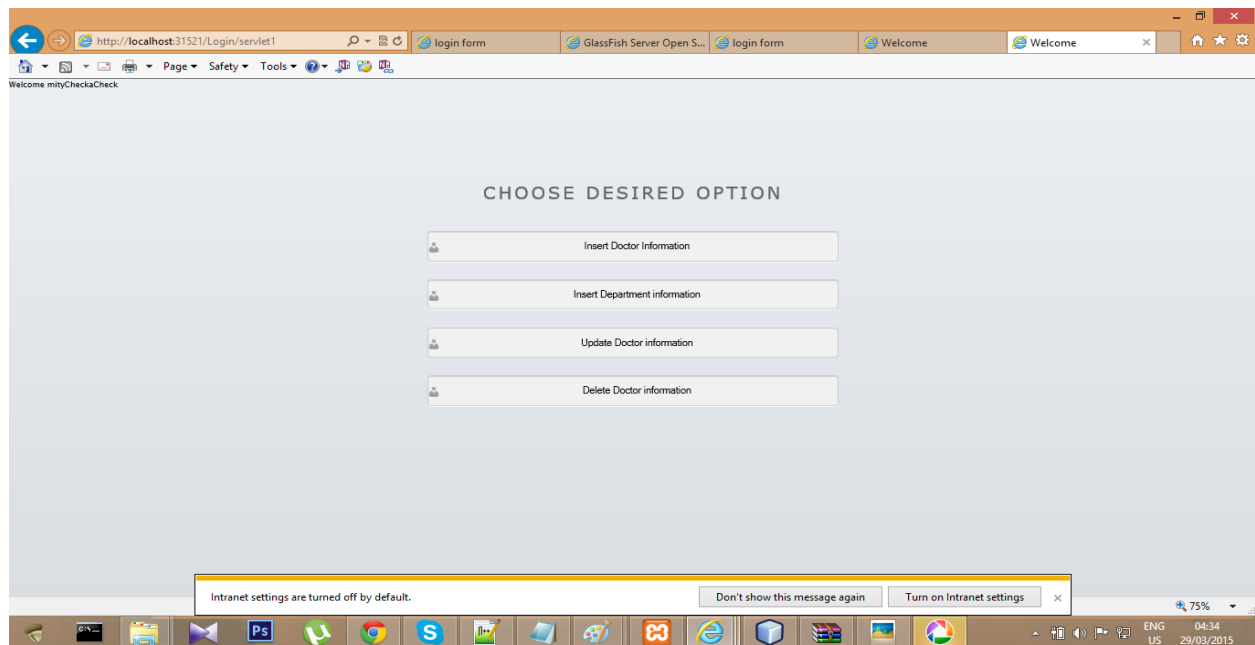 http://localhost:31521/Login/servlet1
login form
GlassFish Server Open S...
login form
Welcome
Welcome
Page
Safety
Tools
Welcome mityCheckaCheck
CHOOSE DESIRED OPTION
Insert Doctor Information
Insert Department information
Update Doctor information
Delete Doctor information
Intranet settings are turned off by default.
Don't show this message again
Turn on Intranet settings
75%
Ps
ENG
04:34
US
29/03/2015